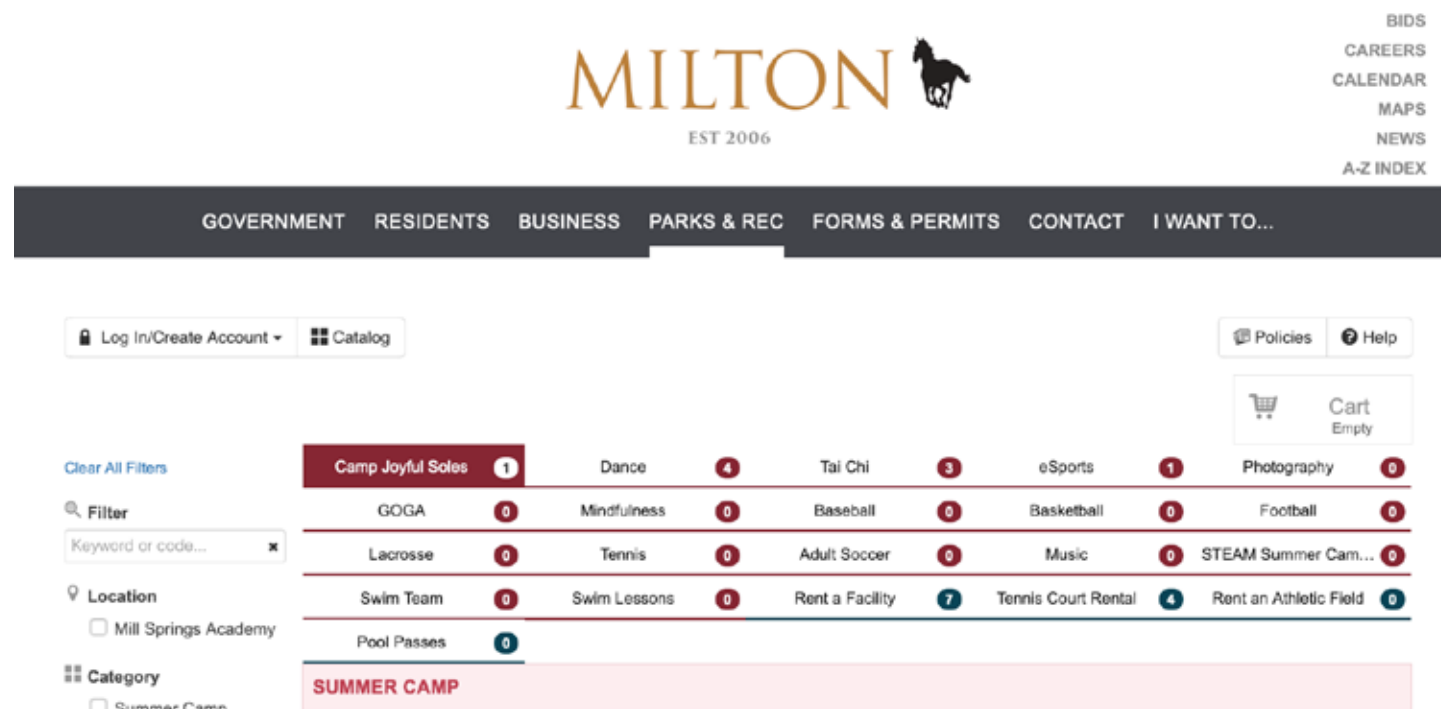 BIDS
CAREERS
CALENDAR
MAPS
NEWS
A-Z INDEX
MILTON
EST 2006
GOVERNMENT RESIDENTS BUSINESS PARKS & REC FORMS & PERMITS CONTACT I WANT TO...
Log In/Create Account Catalog Policies Help
Cart
Empty
Clear All Filters
Filter
Keyword or code...
Location
Mill Springs Academy
Category
Summer Camp
Camp Joyful Soles 1 Dance 4 Tai Chi 3 eSports 1 Photography 0
GOGA 0 Mindfulness 0 Baseball 0 Basketball 0 Football 0
Lacrosse 0 Tennis 0 Adult Soccer 0 Music 0 STEAM Summer Cam... 0
Swim Team 0 Swim Lessons 0 Rent a Facility 7 Tennis Court Rental 4 Rent an Athletic Field 0
Pool Passes 0
SUMMER CAMP